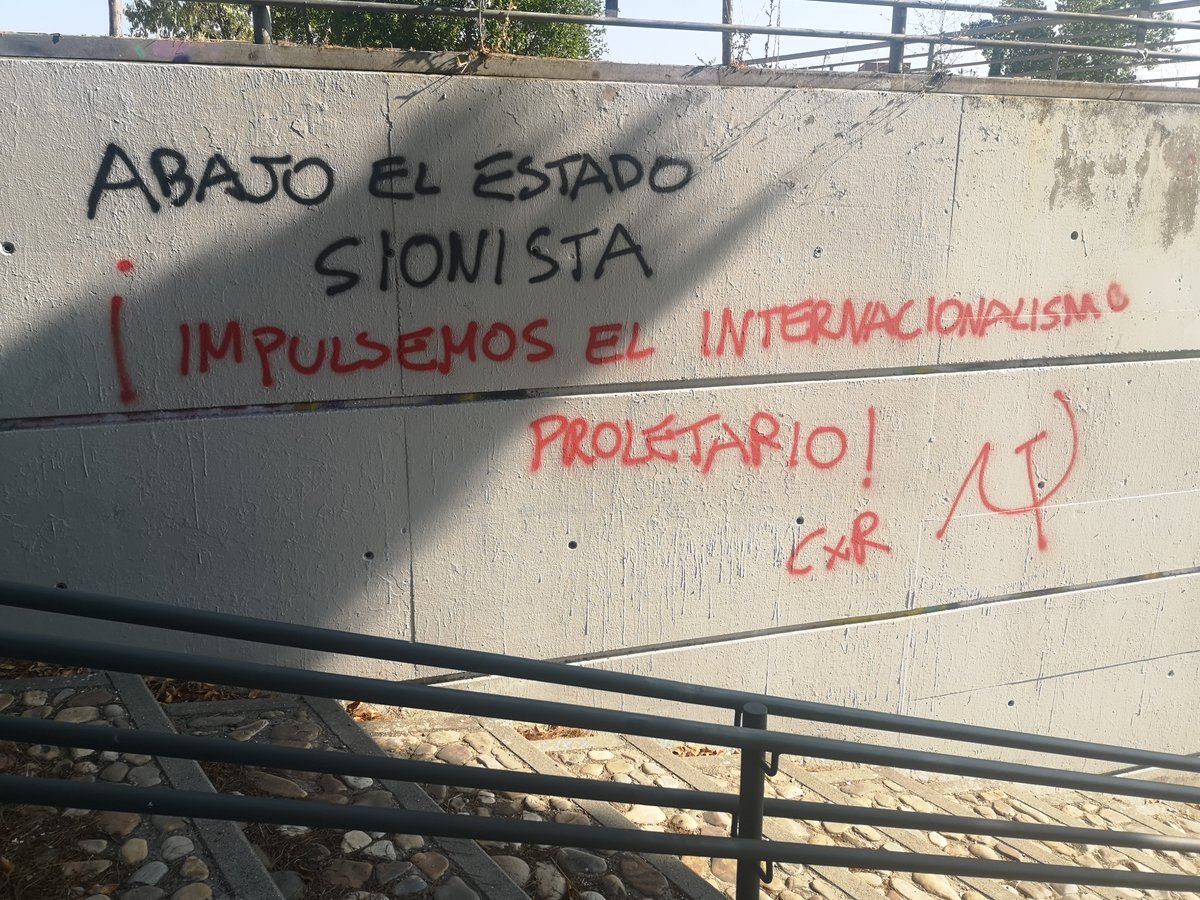 ABAJO EL ESTADO
SIONISTA
¡IMPULSEMOS EL INTERNACIONALISMO
PROLETARIO!
CxR